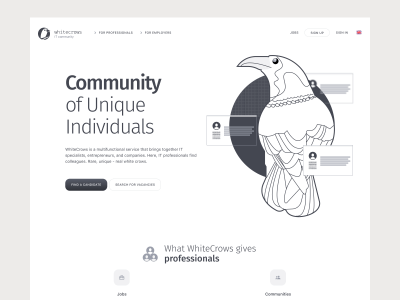 whitecrows
IT community
FOR PROFESSIONALS
FOR EMPLOYERS
JOBS
SIGN UP
SIGN IN
Community
of Unique
Individuals
WhiteCrows is a multifunctional service that brings together IT
specialists, entrepreneurs, and companies. Here, IT professionals find
colleagues. Rare, unique - real white crows.
FIND A CANDIDATE
SEARCH FOR VACANCIES
What WhiteCrows gives
professionals
Jobs
Communities